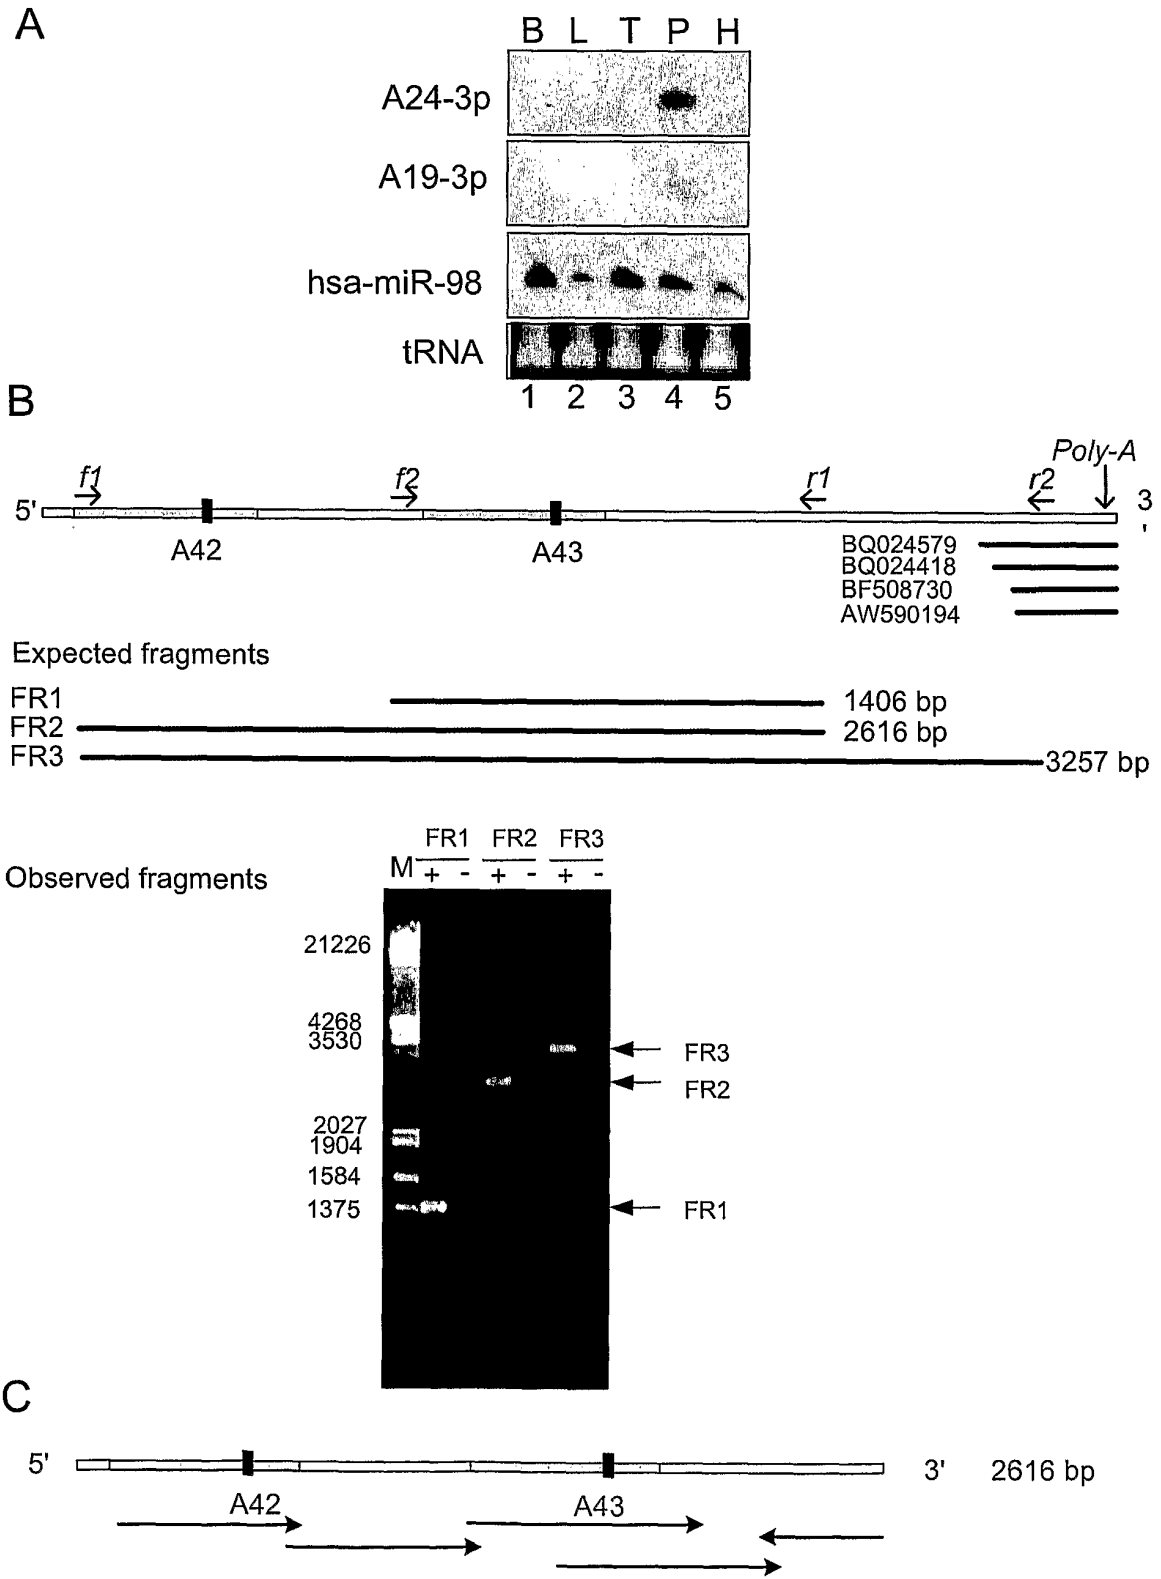 A
B L T P H
A24-3p
A19-3p
hsa-miR-98
tRNA
1 2 3 4 5
B
f1 f2 r1 r2 Poly-A
5' 3'
A42 A43
BQ024579
BQ024418
BF508730
AW590194
Expected fragments
FR1 1406 bp
FR2 2616 bp
FR3 3257 bp
FR1 FR2 FR3
Observed fragments M + - + - + -
21226
4268
3530
FR3
FR2
2027
1904
1584
1375 FR1
C
5' 3' 2616 bp
A42 A43